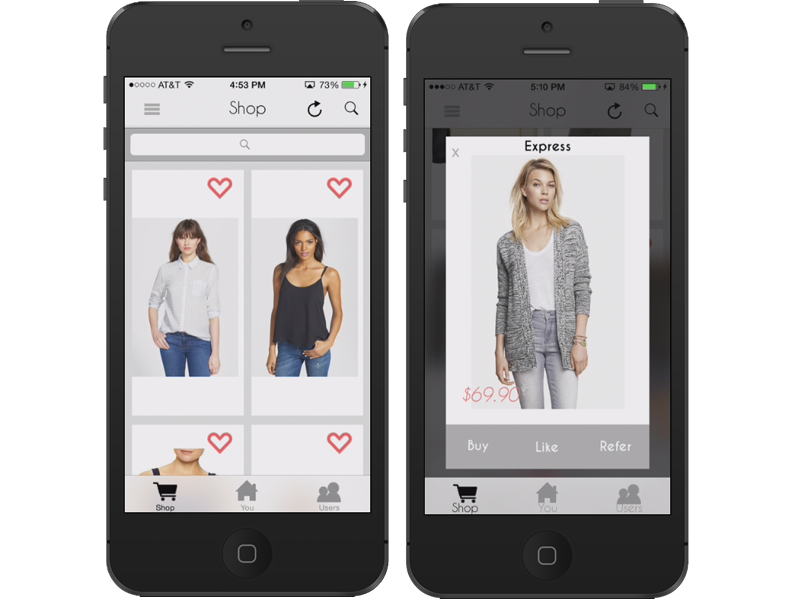 AT&T 4:53 PM 73%
Shop
Shop You Users
AT&T 5:10 PM 84%
Shop
Express
X
$69.90
Buy Like Refer
Shop You Users